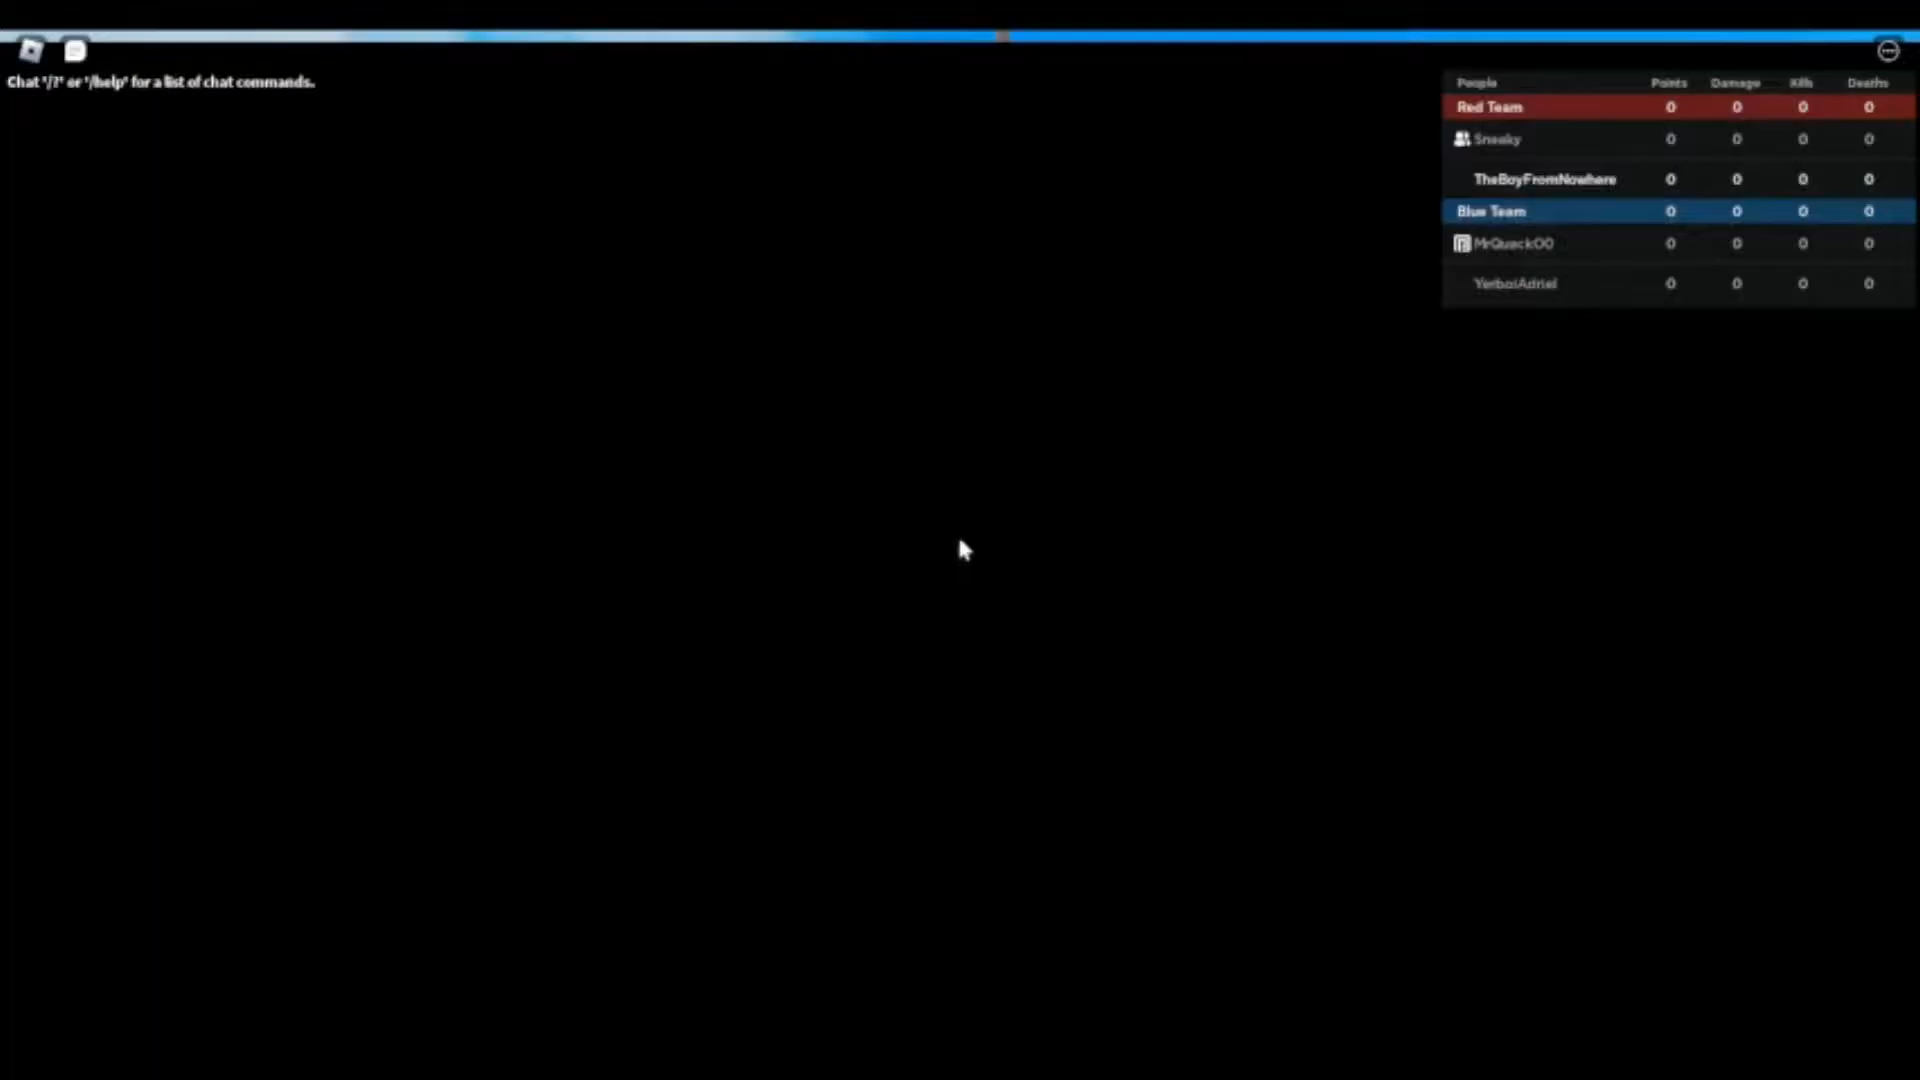 Chat '/?' or '/help' for a list of chat commands.
People Points Damage Kills Deaths
Red Team 0 0 0 0
Sneaky 0 0 0 0
TheBoyFromNowhere 0 0 0 0
Blue Team 0 0 0 0
MrQuackOO 0 0 0 0
YerboiAdriel 0 0 0 0